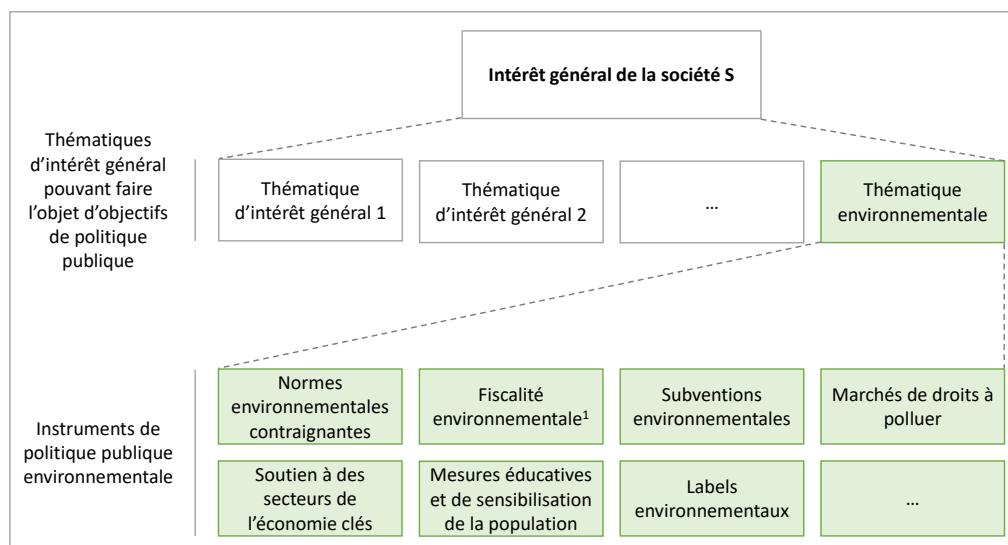 Intérêt général de la société S
Thématiques
d’intérêt général
pouvant faire
l’objet d’objectifs
de politique
publique
Thématique
d’intérêt général 1
Thématique
d’intérêt général 2
…
Thématique
environnementale
Instruments de
politique publique
environnementale
Normes
environnementales
contraignantes
Fiscalité
environnementale¹
Subventions
environnementales
Marchés de droits à
polluer
Soutien à des
secteurs de
l’économie clés
Mesures éducatives
et de sensibilisation
de la population
Labels
environnementaux
…